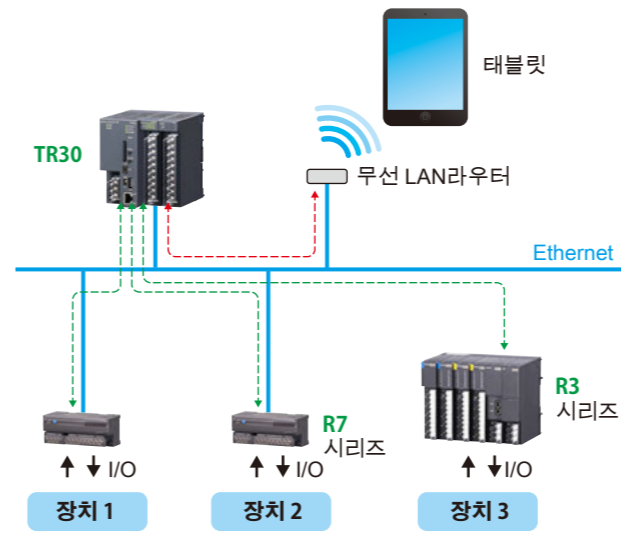 태블릿
TR30
무선 LAN라우터
Ethernet
R7
시리즈
R3
시리즈
I/O
I/O
I/O
장치 1
장치 2
장치 3